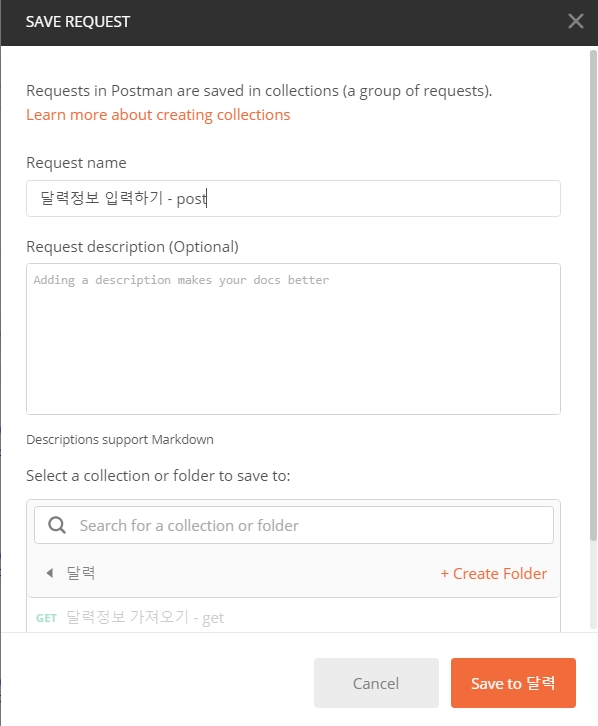 SAVE REQUEST
Requests in Postman are saved in collections (a group of requests).
Learn more about creating collections
Request name
달력정보 입력하기 - post
Request description (Optional)
Adding a description makes your docs better
Descriptions support Markdown
Select a collection or folder to save to:
Search for a collection or folder
달력 + Create Folder
GET 달력정보 가져오기 - get
Cancel Save to 달력